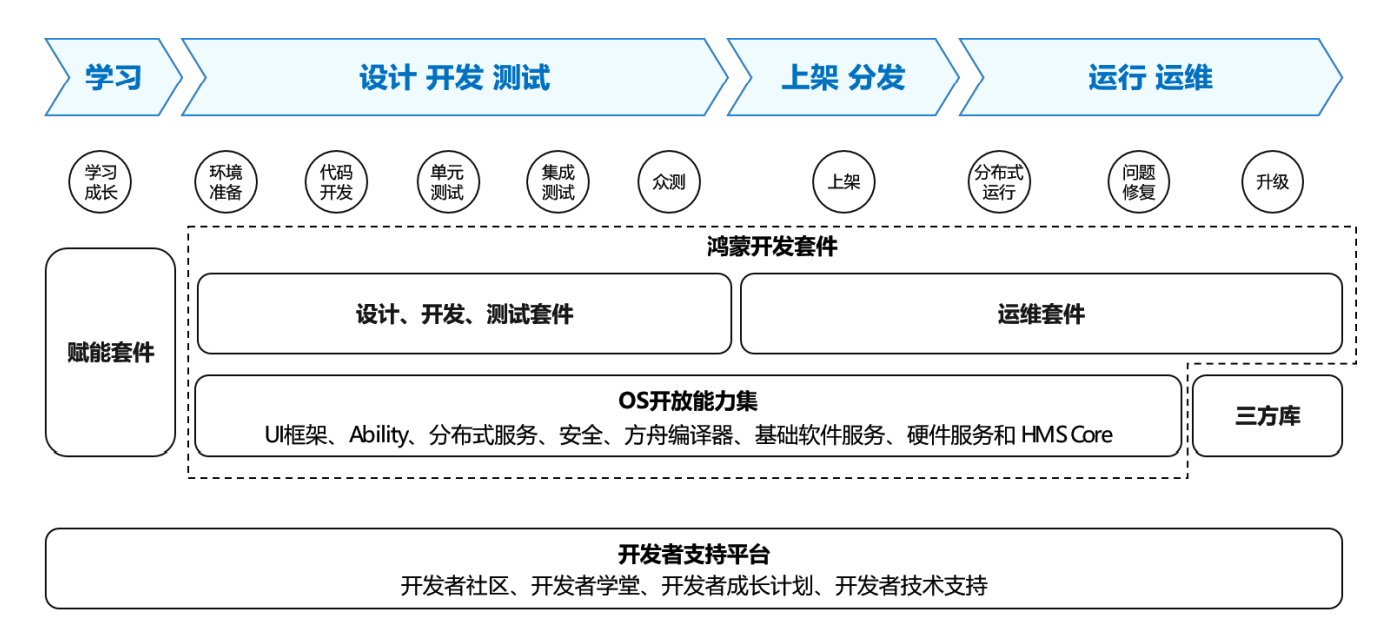 学习
设计 开发 测试
上架 分发
运行 运维
学习
成长
环境
准备
代码
开发
单元
测试
集成
测试
众测
上架
分布式
运行
问题
修复
升级
鸿蒙开发套件
设计、开发、测试套件
运维套件
赋能套件
OS开放能力集
UI框架、Ability、分布式服务、安全、方舟编译器、基础软件服务、硬件服务和 HMS Core
三方库
开发者支持平台
开发者社区、开发者学堂、开发者成长计划、开发者技术支持